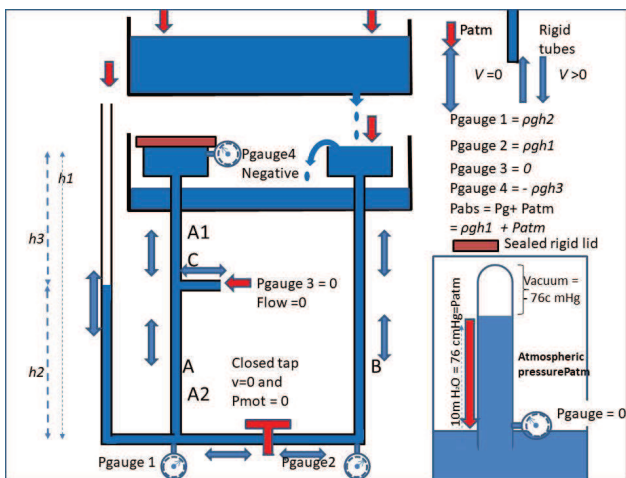 Patm
Rigid
tubes
V=0
V >0
Pgauge 1 = ρgh2
Pgauge 2 = ρgh1
Pgauge 3 = 0
Pgauge 4 = - ρgh3
Pabs = Pg+ Patm
= ρgh1 + Patm
Sealed rigid lid
Pgauge4
Negative
h1
h3
h2
A1
C
Pgauge 3 = 0
Flow =0
A
A2
Closed tap
v=0 and
Pmot = 0
B
Pgauge 1
Pgauge2
Vacuum =
- 76c mHg
10m H₂O = 76 cmHg=Patm
Atmospheric
pressurePatm
Pgauge = 0